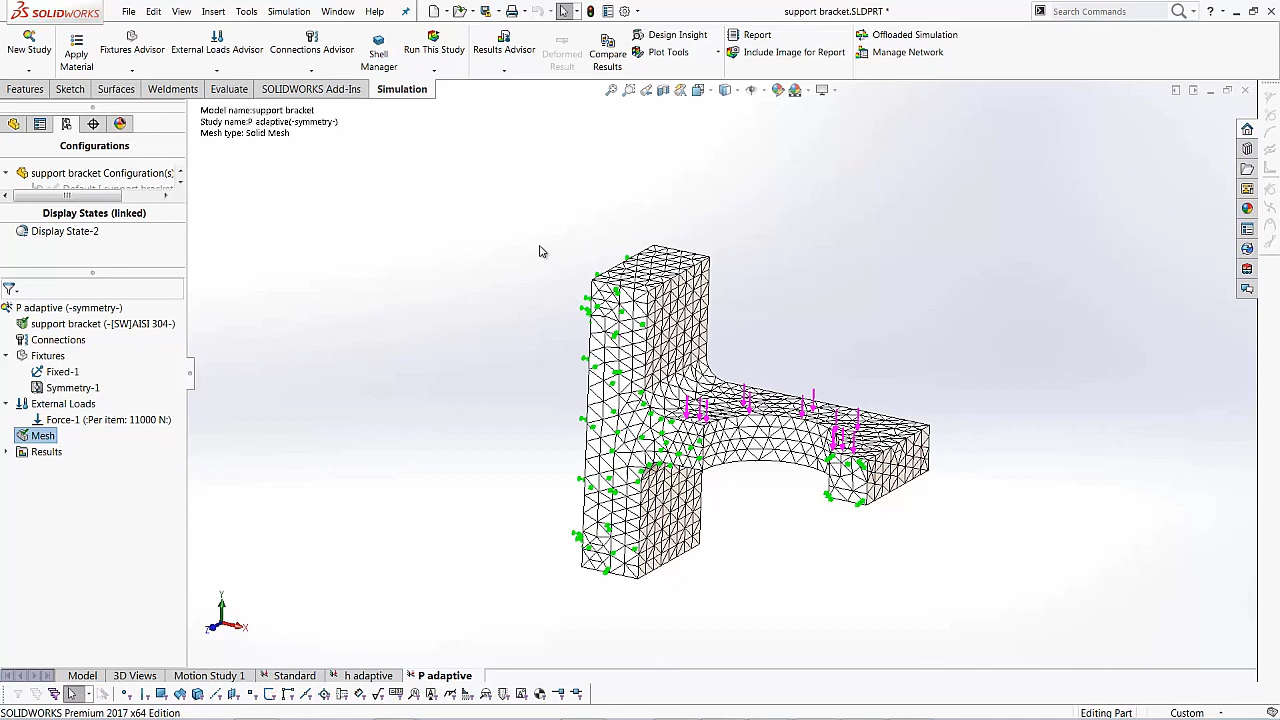 SOLIDWORKS File Edit View Insert Tools Simulation Window Help support bracket.SLDPRT * Search Commands
New Study
Apply Material
Fixtures Advisor
External Loads Advisor
Connections Advisor
Shell Manager
Run This Study
Results Advisor
Deformed Result
Compare Results
Design Insight
Plot Tools
Report
Include Image for Report
Offloaded Simulation
Manage Network
Features Sketch Surfaces Weldments Evaluate SOLIDWORKS Add-Ins Simulation
Model name:support bracket
Study name:P adaptive(-symmetry-)
Mesh type: Solid Mesh
Configurations
support bracket Configuration(s)
Display States (linked)
Display State-2
P adaptive (-symmetry-)
support bracket (-[SW]AISI 304-)
Connections
Fixtures
Fixed-1
Symmetry-1
External Loads
Force-1 (:Per item: 11000 N:)
Mesh
Results
Y
Z
X
Model 3D Views Motion Study 1 Standard h adaptive P adaptive
SOLIDWORKS Premium 2017 x64 Edition Editing Part Custom